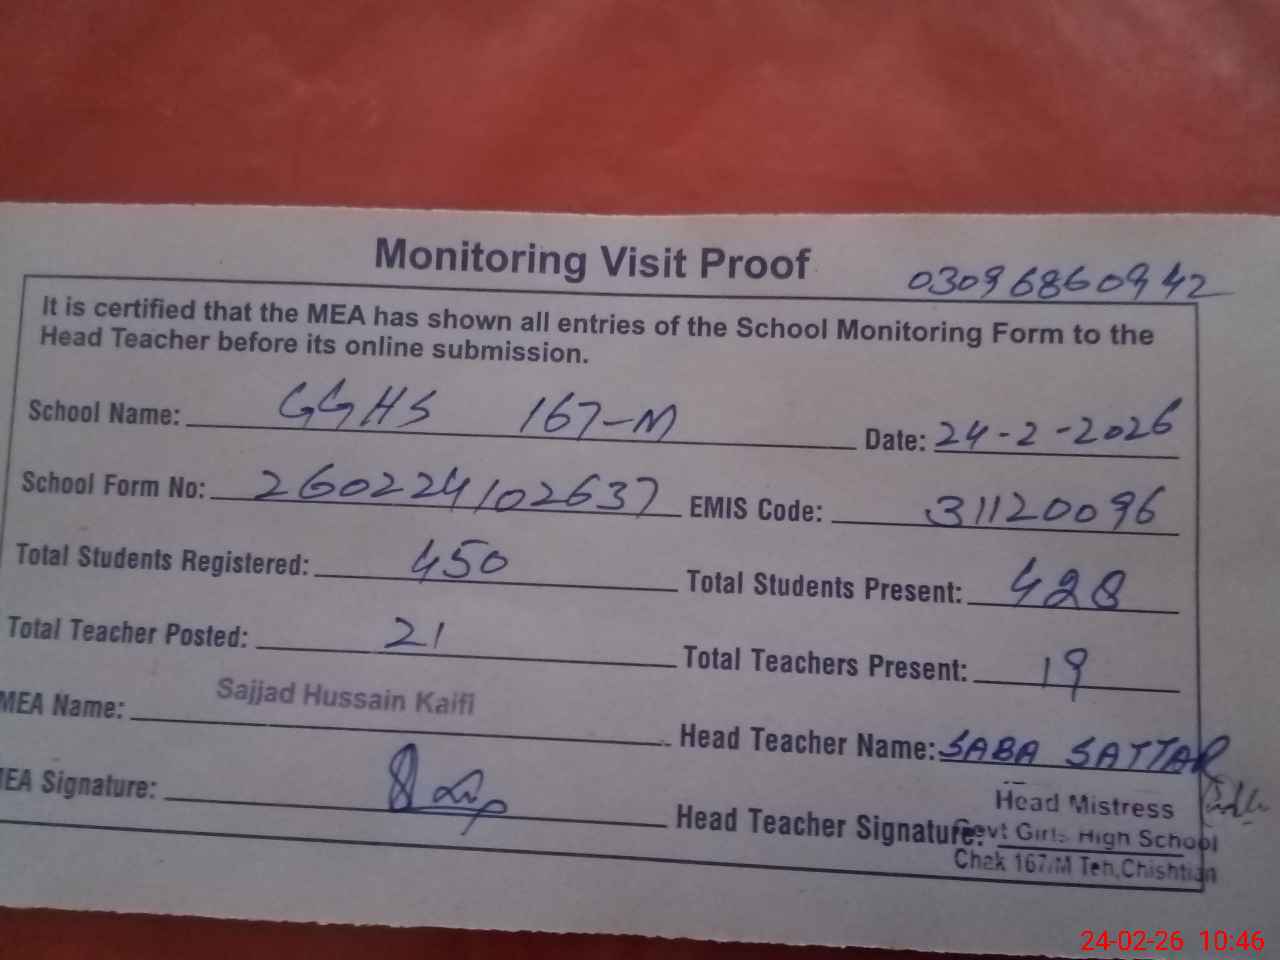 Monitoring Visit Proof
03096860942
It is certified that the MEA has shown all entries of the School Monitoring Form to the
Head Teacher before its online submission.
School Name: GGHS 167-M Date: 24-2-2026
School Form No: 260224102637 EMIS Code: 31120096
Total Students Registered: 450 Total Students Present: 428
Total Teacher Posted: 21 Total Teachers Present: 19
MEA Name: Sajjad Hussain Kaifi Head Teacher Name: SABA SATTAR
MEA Signature: Head Teacher Signature:
Head Mistress
Govt Girls High School
Chak 167/M Teh, Chishtian
24-02-26 10:46